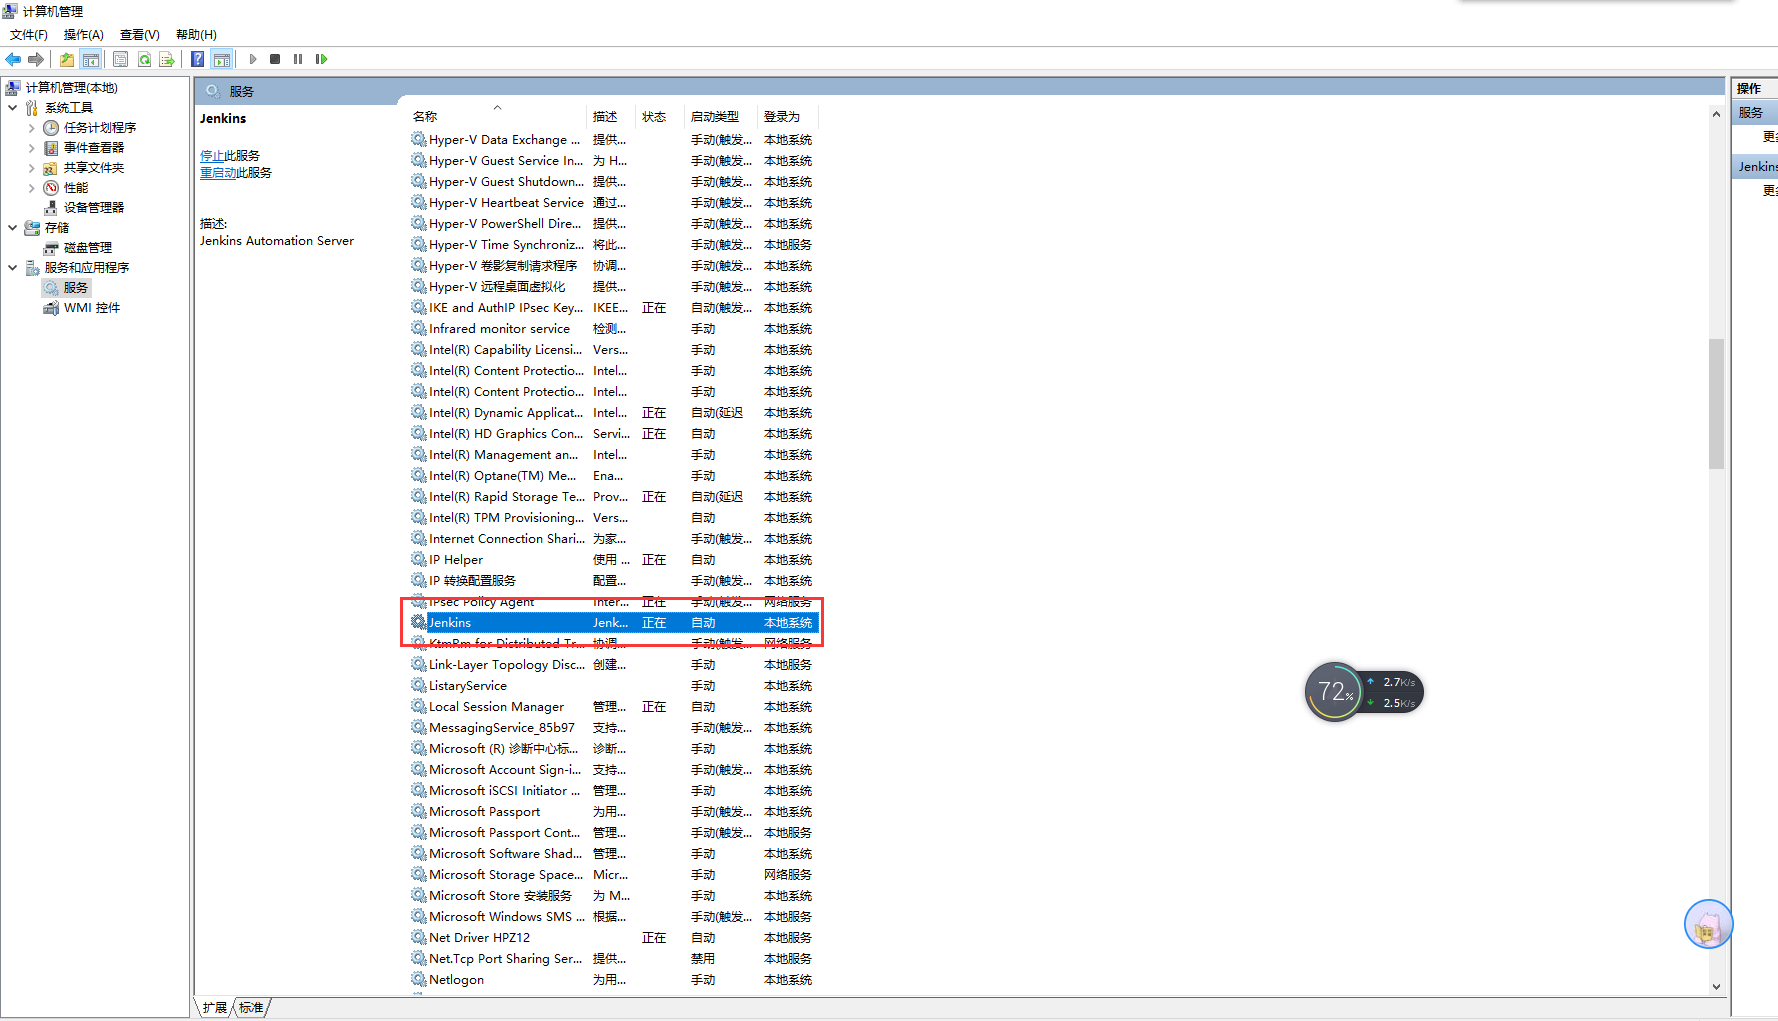 计算机管理
文件(F) 操作(A) 查看(V) 帮助(H)
计算机管理(本地)
系统工具
任务计划程序
事件查看器
共享文件夹
性能
设备管理器
存储
磁盘管理
服务和应用程序
服务
WMI 控件
服务
Jenkins
停止此服务
重启动此服务
描述:
Jenkins Automation Server
名称 描述 状态 启动类型 登录为
Hyper-V Data Exchange ... 提供... 手动(触发... 本地系统
Hyper-V Guest Service In... 为 H... 手动(触发... 本地系统
Hyper-V Guest Shutdown... 提供... 手动(触发... 本地系统
Hyper-V Heartbeat Service 通过... 手动(触发... 本地系统
Hyper-V PowerShell Dire... 提供... 手动(触发... 本地系统
Hyper-V Time Synchroniz... 将此... 手动(触发... 本地服务
Hyper-V 卷影复制请求程序 协调... 手动(触发... 本地系统
Hyper-V 远程桌面虚拟化 提供... 手动(触发... 本地系统
IKE and AuthIP IPsec Key... IKEE... 正在 自动(触发... 本地系统
Infrared monitor service 检测... 手动 本地系统
Intel(R) Capability Licensi... Vers... 手动 本地系统
Intel(R) Content Protectio... Intel... 手动 本地系统
Intel(R) Content Protectio... Intel... 手动 本地系统
Intel(R) Dynamic Applicat... Intel... 正在 自动(延迟 本地系统
Intel(R) HD Graphics Con... Servi... 正在 自动 本地系统
Intel(R) Management an... Intel... 手动 本地系统
Intel(R) Optane(TM) Me... Ena... 手动 本地系统
Intel(R) Rapid Storage Te... Prov... 正在 自动(延迟 本地系统
Intel(R) TPM Provisioning... Vers... 自动 本地系统
Internet Connection Shari... 为家... 手动(触发... 本地系统
IP Helper 使用 ... 正在 自动 本地系统
IP 转换配置服务 配置... 手动(触发... 本地系统
IPsec Policy Agent Inter... 正在 手动(触发... 网络服务
Jenkins Jenk... 正在 自动 本地系统
KtmRm for Distributed Tr... 协调... 手动(触发... 网络服务
Link-Layer Topology Disc... 创建... 手动 本地服务
ListaryService 手动 本地系统
Local Session Manager 管理... 正在 自动 本地系统
MessagingService_85b97 支持... 手动(触发... 本地系统
Microsoft (R) 诊断中心标... 诊断... 手动 本地系统
Microsoft Account Sign-i... 支持... 手动(触发... 本地系统
Microsoft iSCSI Initiator ... 管理... 手动 本地系统
Microsoft Passport 为用... 手动(触发... 本地系统
Microsoft Passport Cont... 管理... 手动(触发... 本地服务
Microsoft Software Shad... 管理... 手动 本地系统
Microsoft Storage Space... Micr... 手动 网络服务
Microsoft Store 安装服务 为 M... 手动 本地系统
Microsoft Windows SMS ... 根据... 手动(触发... 本地服务
Net Driver HPZ12 正在 自动 本地服务
Net.Tcp Port Sharing Ser... 提供... 禁用 本地服务
Netlogon 为用... 手动 本地系统
扩展 标准
操作
服务
更多
Jenkins
更多
72%
2.7K/s
2.5K/s